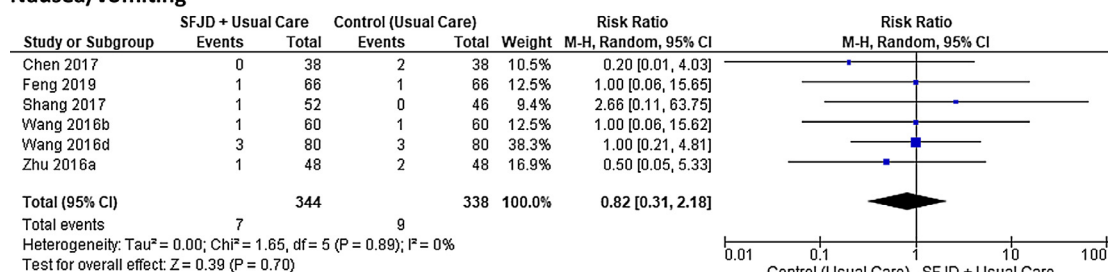 Nausea/Vomiting
SFJD + Usual Care Control (Usual Care) Risk Ratio Risk Ratio
Study or Subgroup Events Total Events Total Weight M-H, Random, 95% CI M-H, Random, 95% CI
Chen 2017 0 38 2 38 10.5% 0.20 [0.01, 4.03]
Feng 2019 1 66 1 66 12.5% 1.00 [0.06, 15.65]
Shang 2017 1 52 0 46 9.4% 2.66 [0.11, 63.75]
Wang 2016b 1 60 1 60 12.5% 1.00 [0.06, 15.62]
Wang 2016d 3 80 3 80 38.3% 1.00 [0.21, 4.81]
Zhu 2016a 1 48 2 48 16.9% 0.50 [0.05, 5.33]
Total (95% CI) 344 338 100.0% 0.82 [0.31, 2.18]
Total events 7 9
Heterogeneity: Tau² = 0.00; Chi² = 1.65, df = 5 (P = 0.89); I² = 0%
Test for overall effect: Z = 0.39 (P = 0.70)
0.01 0.1 1 10 100
Control (Usual Care) SFJD + Usual Care